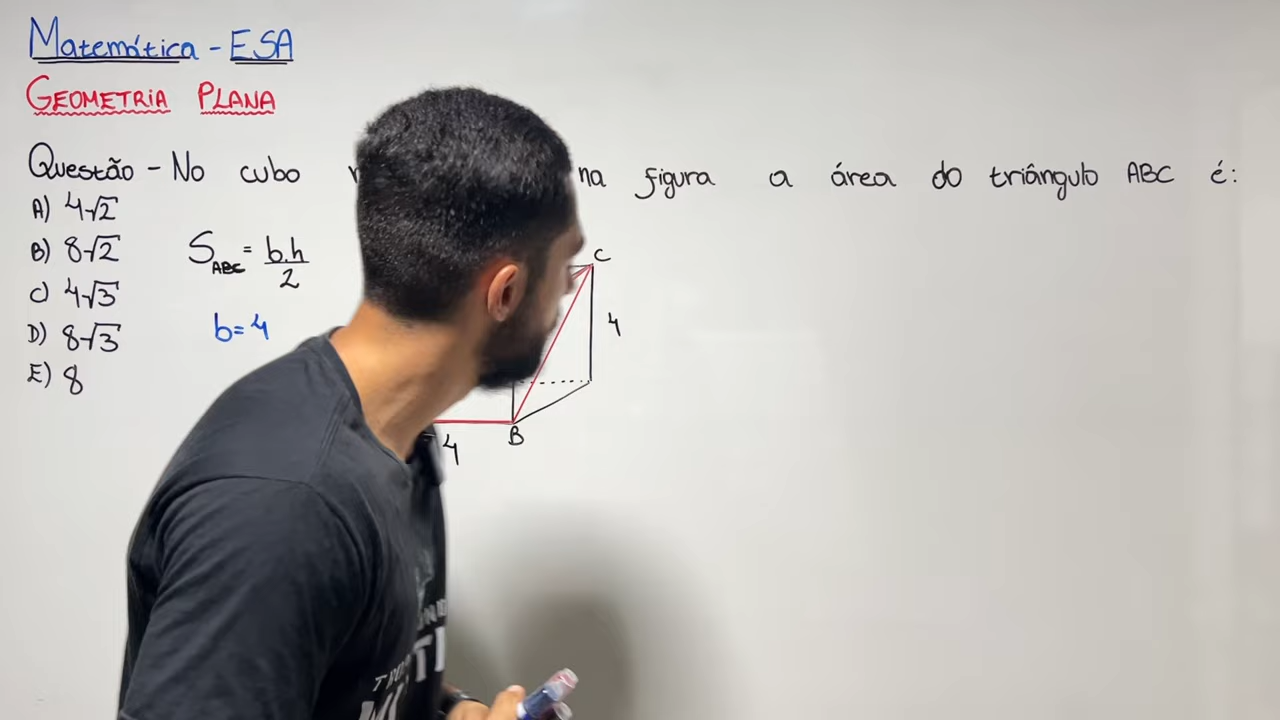 Matemática - ESA
GEOMETRIA PLANA
Questão - No cubo na figura a área do triângulo ABC é:
A) 4√2
B) 8√2
C) 4√3
D) 8√3
E) 8
S ABC = b.h
2
b=4
C
4
4
B